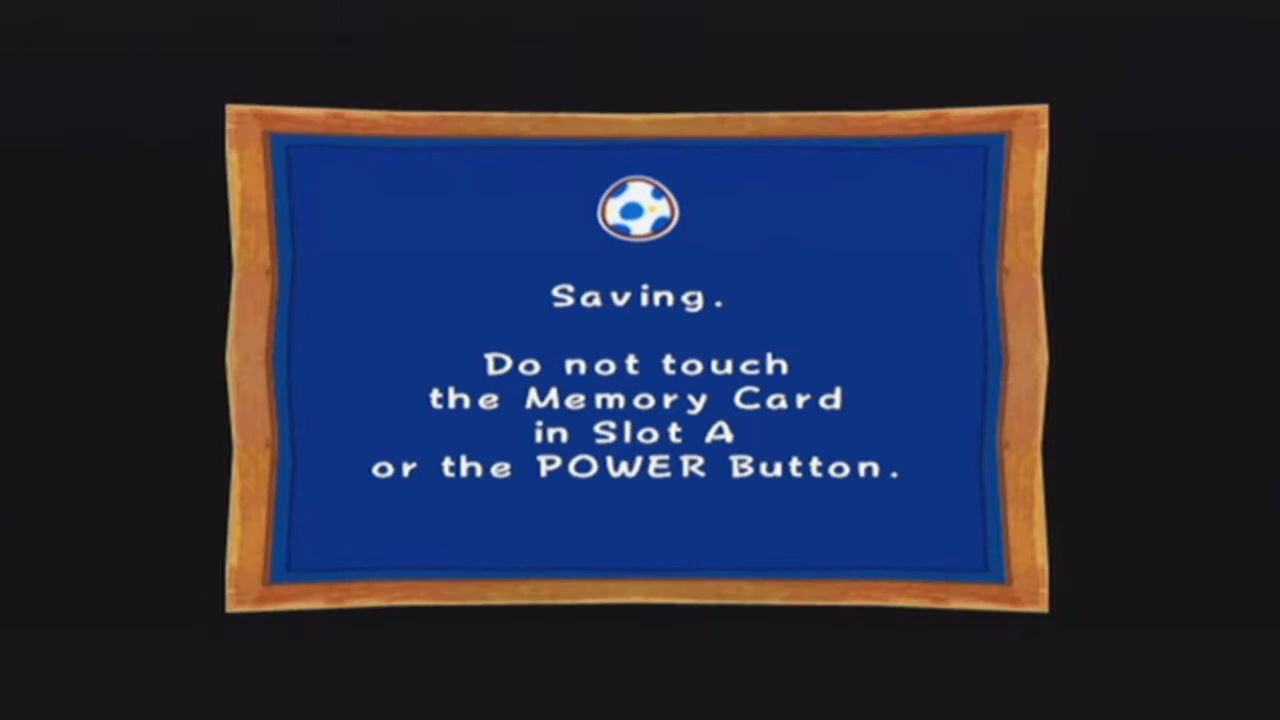 Saving.
Do not touch
the Memory Card
in Slot A
or the POWER Button.